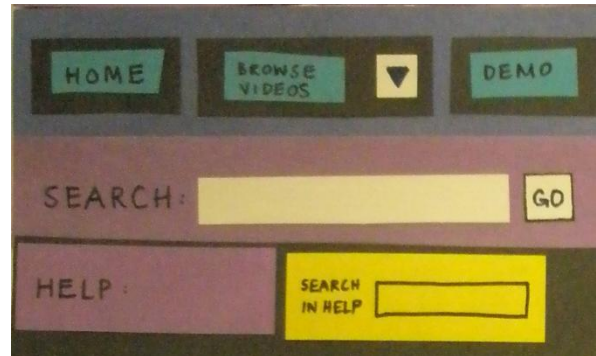 HOME
BROWSE
VIDEOS
DEMO
SEARCH:
GO
HELP:
SEARCH
IN HELP